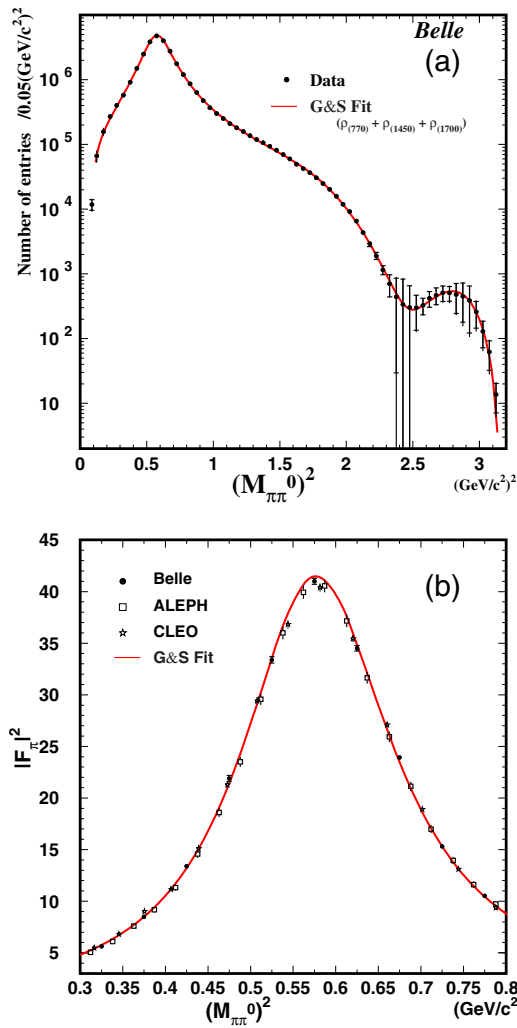 Belle
(a)
Number of entries /0.05(GeV/c²)²
10⁶
10⁵
10⁴
10³
10²
10
Data
G&S Fit
(ρ(770) + ρ(1450) + ρ(1700))
0 0.5 1 1.5 2 2.5 3
(Mππ⁰)² (GeV/c²)²
(b)
|Fπ|²
45
40
35
30
25
20
15
10
5
Belle
ALEPH
CLEO
G&S Fit
0.3 0.35 0.4 0.45 0.5 0.55 0.6 0.65 0.7 0.75 0.8
(Mππ⁰)² (GeV/c²